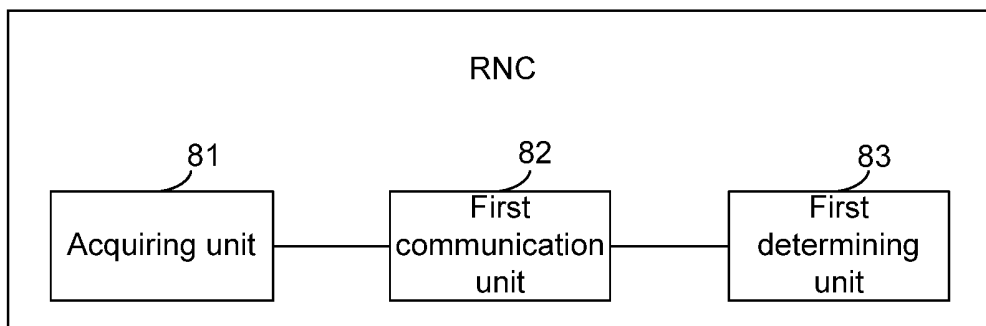 RNC
81
82
83
Acquiring unit
First
communication
unit
First
determining
unit